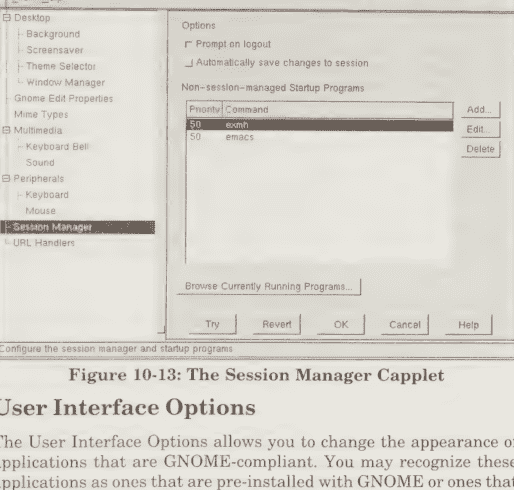 Desktop
Background
Screensaver
Theme Selector
Window Manager
Gnome Edit Properties
Mime Types
Multimedia
Keyboard Bell
Sound
Peripherals
Keyboard
Mouse
Session Manager
URL Handlers
Options
Prompt on logout
Automatically save changes to session
Non-session-managed Startup Programs
Priority Command
50 exmh
50 emacs
Add...
Edit...
Delete
Browse Currently Running Programs...
Try Revert OK Cancel Help
Configure the session manager and startup programs
Figure 10-13: The Session Manager Capplet
User Interface Options
The User Interface Options allows you to change the appearance of
applications that are GNOME-compliant. You may recognize these
applications as ones that are pre-installed with GNOME or ones that